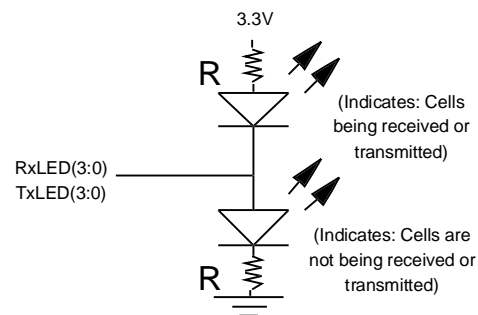 3.3V
R
(Indicates: Cells
being received or
transmitted)
RxLED(3:0)
TxLED(3:0)
(Indicates: Cells are
not being received or
transmitted)
R